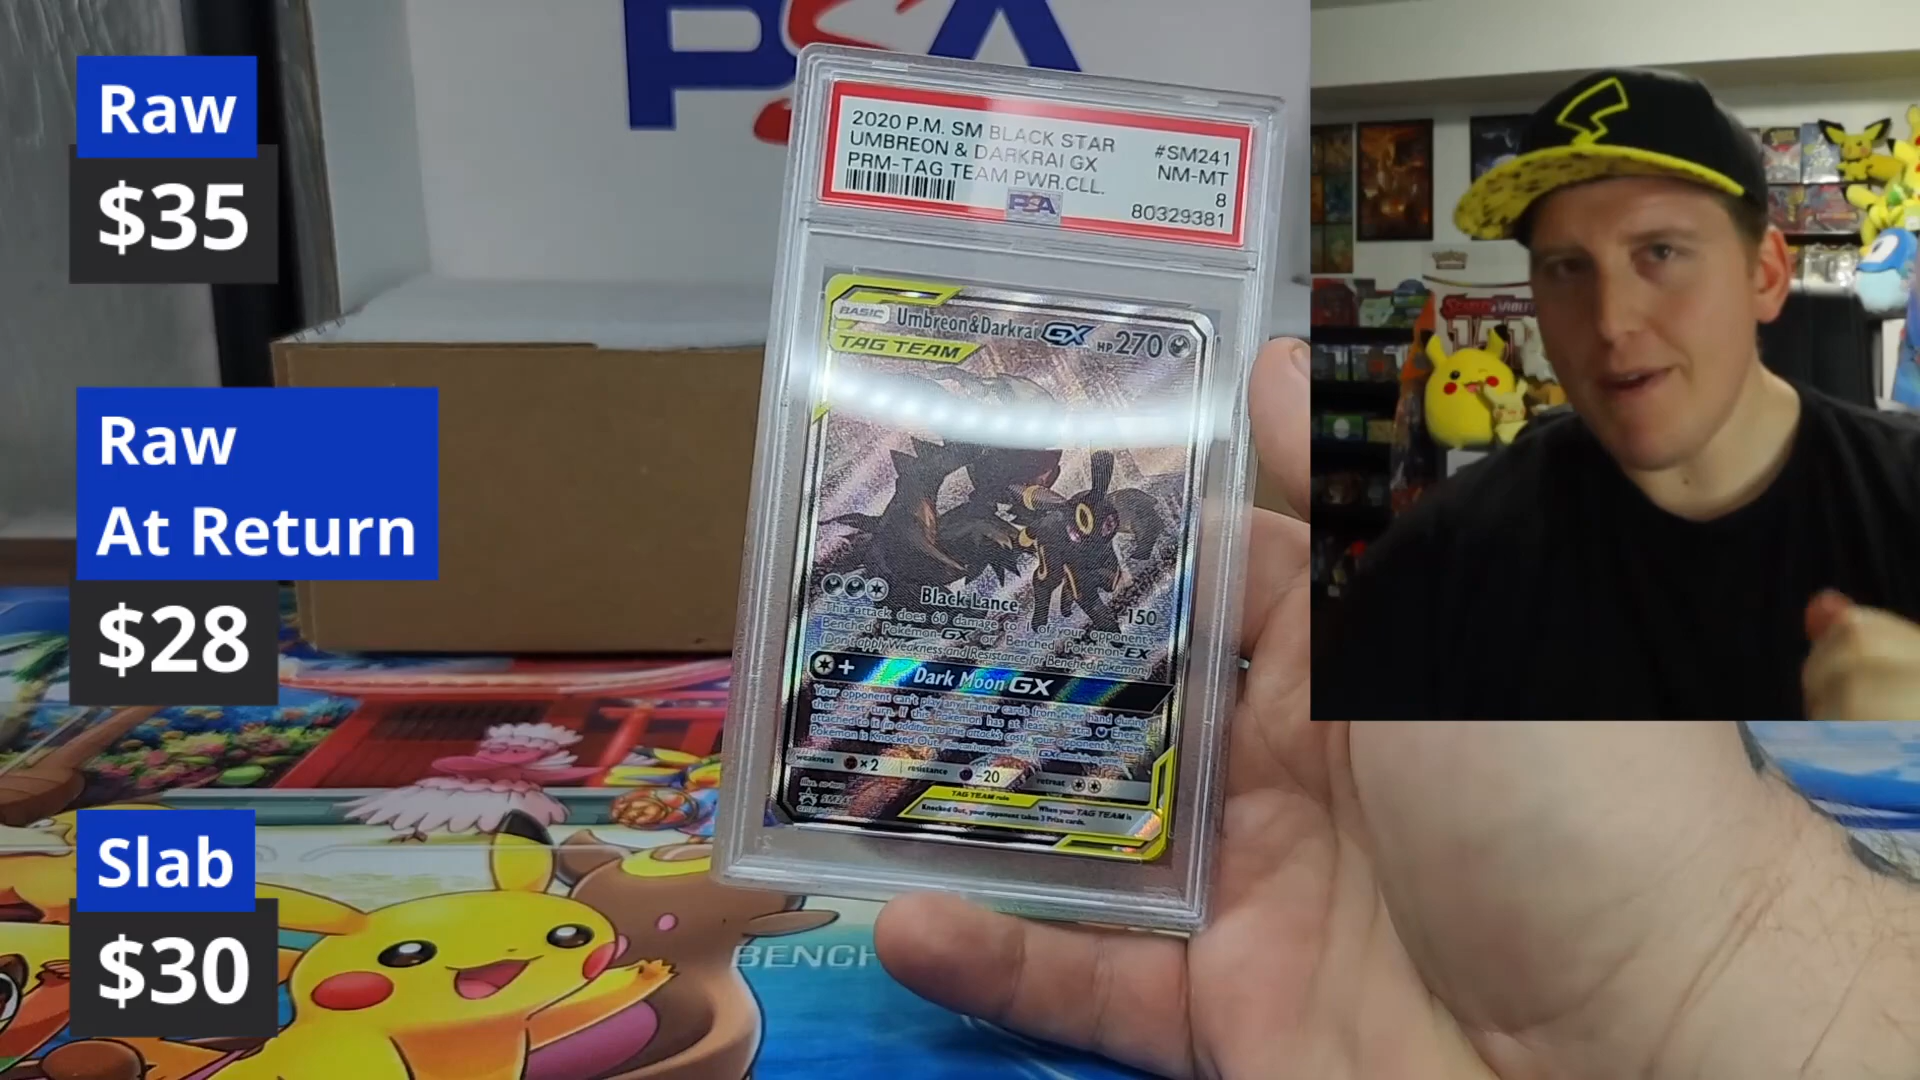 Raw
$35
Raw
At Return
$28
Slab
$30
PSA
2020 P.M. SM BLACK STAR
UMBREON & DARKRAI GX
PRM-TAG TEAM PWR.CLL.
#SM241
NM-MT
8
80329381
PSA
BASIC
Umbreon&Darkrai GX HP270
TAG TEAM
Black Lance 150
This attack does 60 damage to 1 of your opponent's
Benched Pokémon-GX or Benched Pokémon-EX.
(Don't apply Weakness and Resistance for Benched Pokémon.)
+ Dark Moon GX
Your opponent can't play any Trainer cards from their hand during
their next turn. If this Pokémon has at least 5 extra Energy
attached to it (in addition to this attack's cost), your opponent's Active
Pokémon is Knocked Out. (You can't use more than 1 GX attack in a game.)
weakness ×2 resistance -20 retreat
TAG TEAM rule
When your TAG TEAM is
Knocked Out, your opponent takes 3 Prize cards.
BENCH